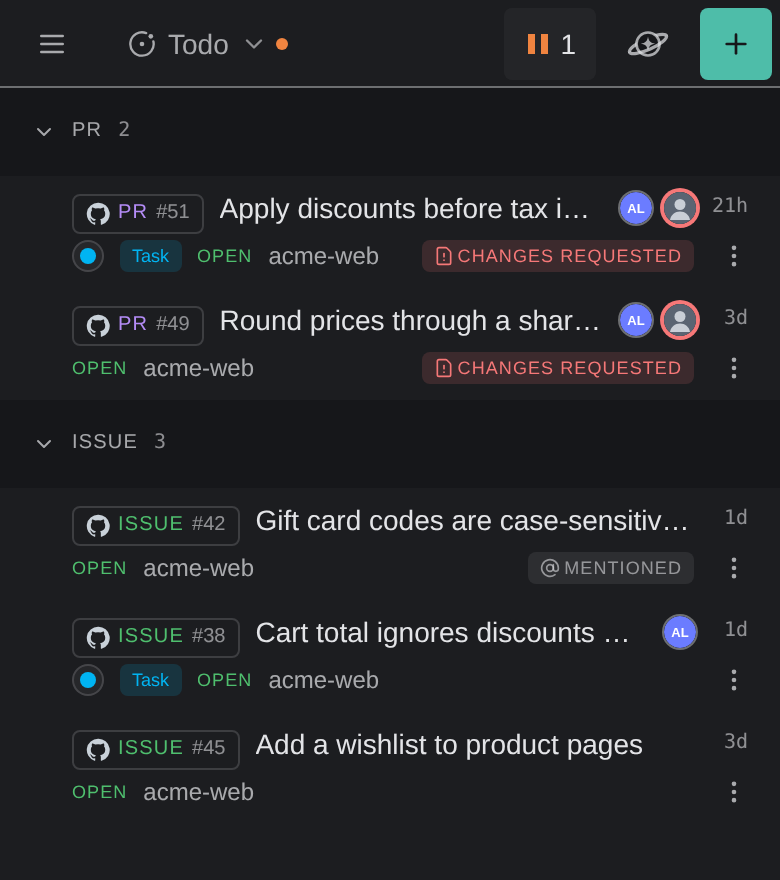 Todo 1
PR 2
PR #51 Apply discounts before tax i… AL 21h
Task OPEN acme-web CHANGES REQUESTED
PR #49 Round prices through a shar… AL 3d
OPEN acme-web CHANGES REQUESTED
ISSUE 3
ISSUE #42 Gift card codes are case-sensitiv… 1d
OPEN acme-web MENTIONED
ISSUE #38 Cart total ignores discounts … AL 1d
Task OPEN acme-web
ISSUE #45 Add a wishlist to product pages 3d
OPEN acme-web